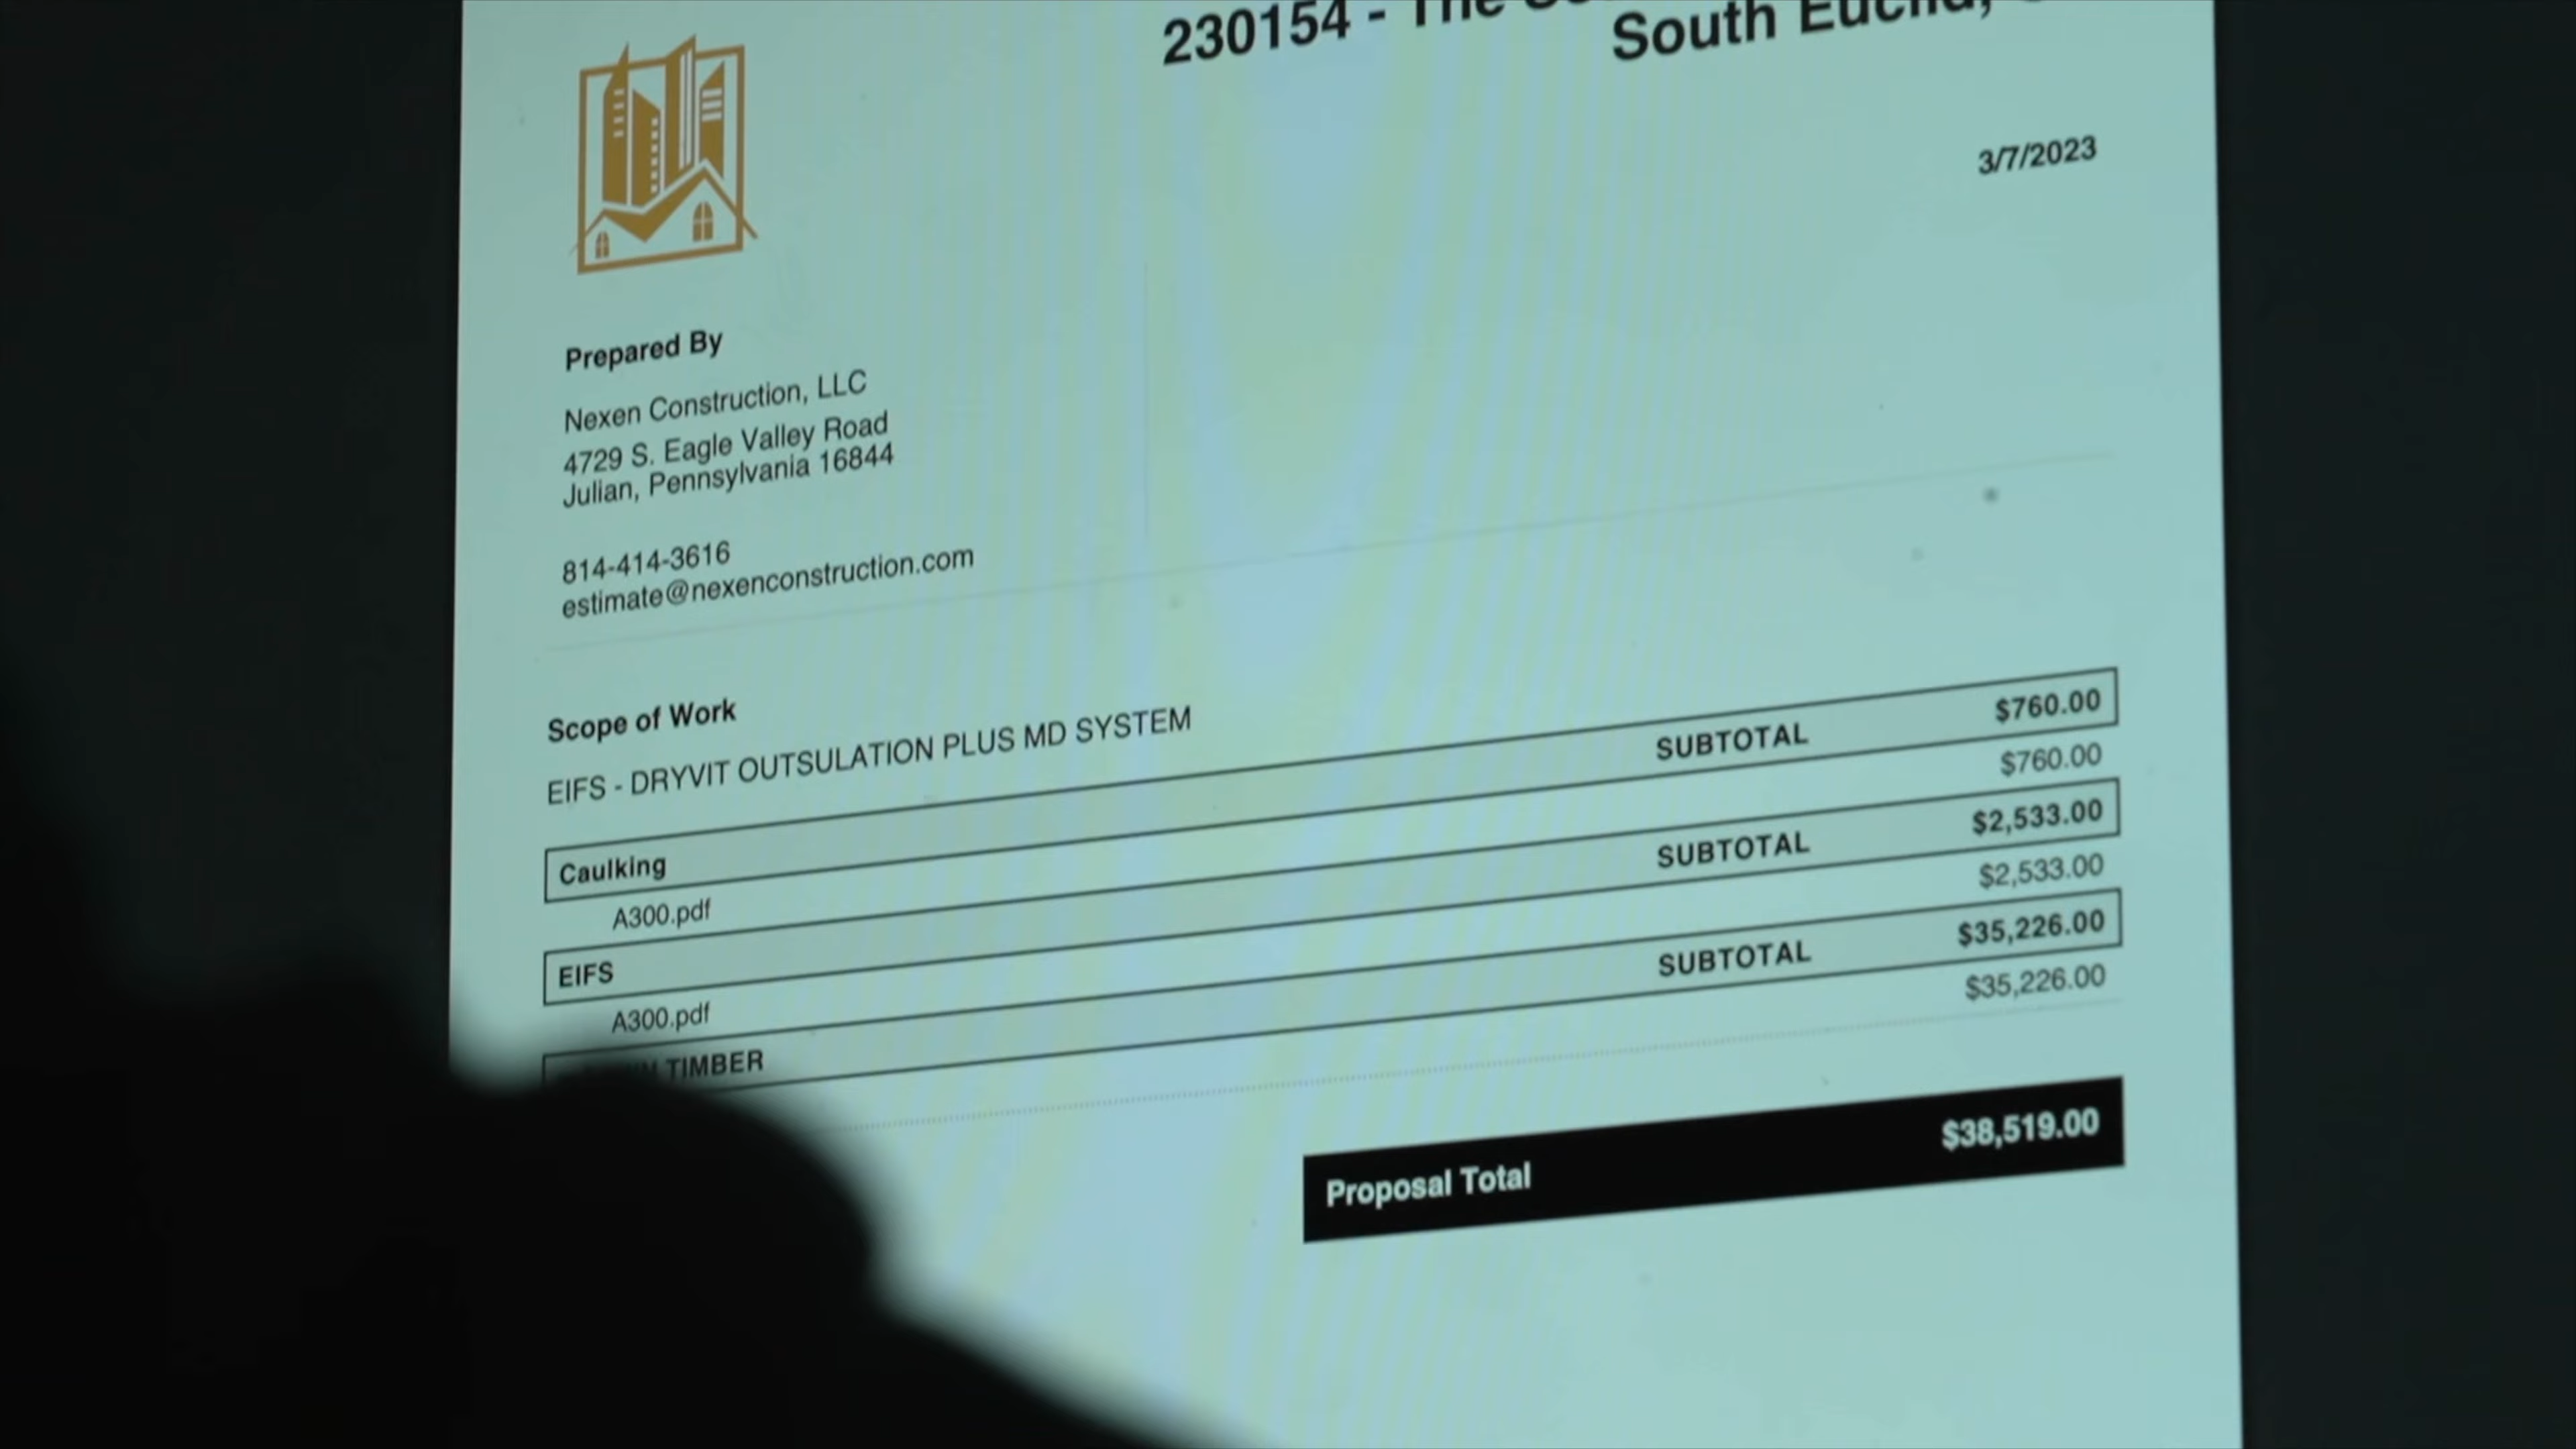 230154 - The
South Euclid,
3/7/2023
Prepared By
Nexen Construction, LLC
4729 S. Eagle Valley Road
Julian, Pennsylvania 16844
814-414-3616
estimate@nexenconstruction.com
Scope of Work
EIFS - DRYVIT OUTSULATION PLUS MD SYSTEM
Caulking SUBTOTAL $760.00
A300.pdf $760.00
EIFS SUBTOTAL $2,533.00
A300.pdf $2,533.00
TIMBER SUBTOTAL $35,226.00
$35,226.00
Proposal Total $38,519.00